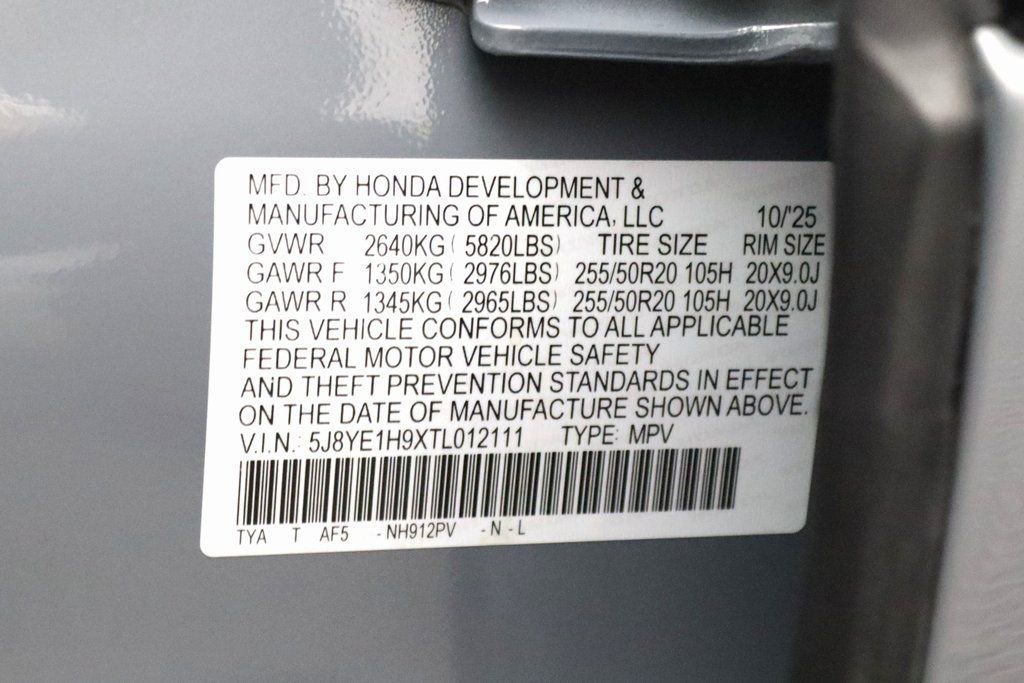 MFD. BY HONDA DEVELOPMENT &
MANUFACTURING OF AMERICA, LLC 10/'25
GVWR 2640KG ( 5820LBS) TIRE SIZE RIM SIZE
GAWR F 1350KG ( 2976LBS) 255/50R20 105H 20X9.0J
GAWR R 1345KG ( 2965LBS) 255/50R20 105H 20X9.0J
THIS VEHICLE CONFORMS TO ALL APPLICABLE
FEDERAL MOTOR VEHICLE SAFETY
AND THEFT PREVENTION STANDARDS IN EFFECT
ON THE DATE OF MANUFACTURE SHOWN ABOVE.
V.I.N.: 5J8YE1H9XTL012111 TYPE: MPV
TYA T AF5 - NH912PV - N - L